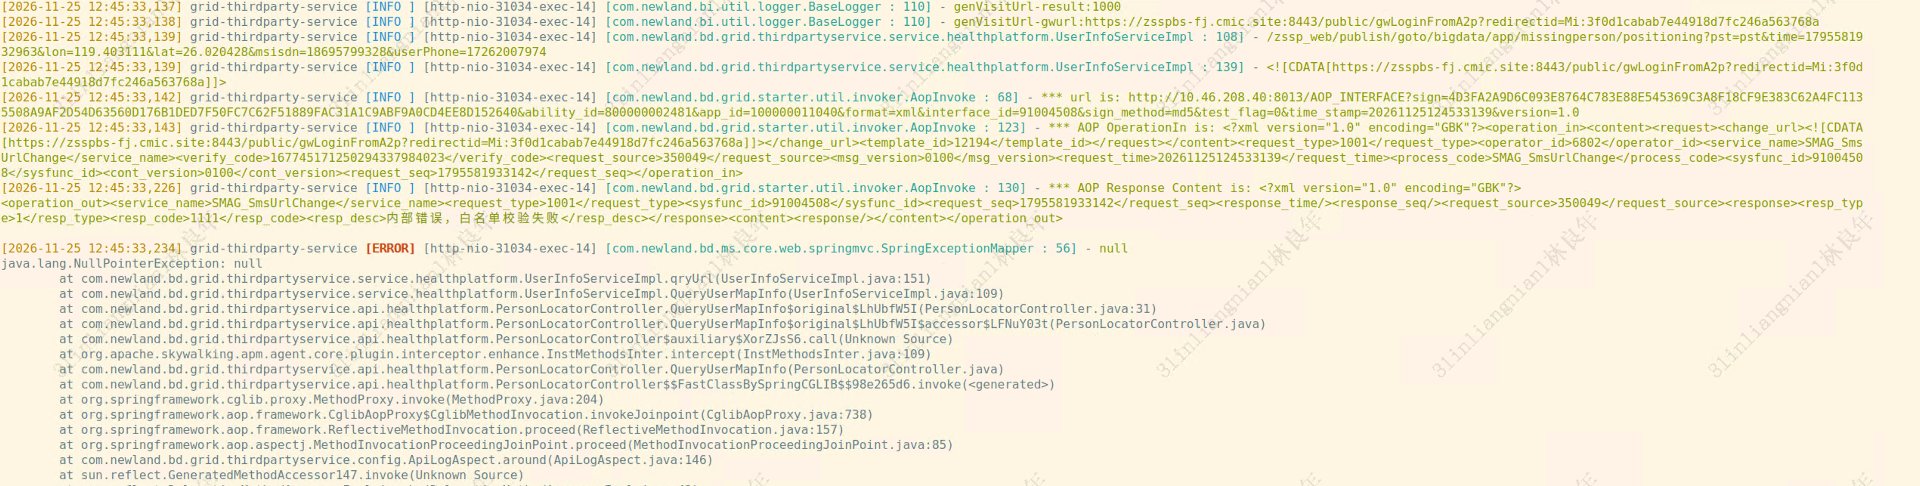 [2026-11-25 12:45:33,137] grid-thirdparty-service [INFO ] [http-nio-31034-exec-14] [com.newland.bi.util.logger.BaseLogger : 110] - genVisitUrl-result:1000
[2026-11-25 12:45:33,138] grid-thirdparty-service [INFO ] [http-nio-31034-exec-14] [com.newland.bi.util.logger.BaseLogger : 110] - genVisitUrl-gwurl:https://zsspbs-fj.cmic.site:8443/public/gwLoginFromA2p?redirectid=Mi:3f0d1cabab7e44918d7fc246a563768a
[2026-11-25 12:45:33,139] grid-thirdparty-service [INFO ] [http-nio-31034-exec-14] [com.newland.bd.grid.thirdpartyservice.service.healthplatform.UserInfoServiceImpl : 108] - /zssp_web/publish/goto/bigdata/app/missingperson/positioning?pst=pst&time=17955819
32963&lon=119.403111&lat=26.020428&msisdn=18695799328&userPhone=17262007974
[2026-11-25 12:45:33,139] grid-thirdparty-service [INFO ] [http-nio-31034-exec-14] [com.newland.bd.grid.thirdpartyservice.service.healthplatform.UserInfoServiceImpl : 139] - <![CDATA[https://zsspbs-fj.cmic.site:8443/public/gwLoginFromA2p?redirectid=Mi:3f0d
1cabab7e44918d7fc246a563768a]]>
[2026-11-25 12:45:33,142] grid-thirdparty-service [INFO ] [http-nio-31034-exec-14] [com.newland.bd.grid.starter.util.invoker.AopInvoke : 68] - *** url is: http://10.46.208.40:8013/AOP_INTERFACE?sign=4D3FA2A9D6C093E8764C783E88E545369C3A8F18CF9E383C62A4FC113
5508A9AF2D54D63560D176B1DED7F50FC7C62F51889FAC31A1C9ABF9A0CD4EE8D152640&ability_id=800000002481&app_id=100000011040&format=xml&interface_id=91004508&sign_method=md5&test_flag=0&time_stamp=20261125124533139&version=1.0
[2026-11-25 12:45:33,143] grid-thirdparty-service [INFO ] [http-nio-31034-exec-14] [com.newland.bd.grid.starter.util.invoker.AopInvoke : 123] - *** AOP OperationIn is: <?xml version="1.0" encoding="GBK"?><operation_in><content><request><change_url><![CDATA
[https://zsspbs-fj.cmic.site:8443/public/gwLoginFromA2p?redirectid=Mi:3f0d1cabab7e44918d7fc246a563768a]]></change_url><template_id>12194</template_id></request></content><request_type>1001</request_type><operator_id>6802</operator_id><service_name>SMAG_Sms
UrlChange</service_name><verify_code>167745171250294337984023</verify_code><request_source>350049</request_source><msg_version>0100</msg_version><request_time>20261125124533139</request_time><process_code>SMAG_SmsUrlChange</process_code><sysfunc_id>9100450
8</sysfunc_id><cont_version>0100</cont_version><request_seq>1795581933142</request_seq></operation_in>
[2026-11-25 12:45:33,226] grid-thirdparty-service [INFO ] [http-nio-31034-exec-14] [com.newland.bd.grid.starter.util.invoker.AopInvoke : 130] - *** AOP Response Content is: <?xml version="1.0" encoding="GBK"?>
<operation_out><service_name>SMAG_SmsUrlChange</service_name><request_type>1001</request_type><sysfunc_id>91004508</sysfunc_id><request_seq>1795581933142</request_seq><response_time/><response_seq/><request_source>350049</request_source><response><resp_typ
e>1</resp_type><resp_code>1111</resp_code><resp_desc>内部错误，白名单校验失败</resp_desc></response><content><response/></content></operation_out>
[2026-11-25 12:45:33,234] grid-thirdparty-service [ERROR] [http-nio-31034-exec-14] [com.newland.bd.ms.core.web.springmvc.SpringExceptionMapper : 56] - null
java.lang.NullPointerException: null
at com.newland.bd.grid.thirdpartyservice.service.healthplatform.UserInfoServiceImpl.qryUrl(UserInfoServiceImpl.java:151)
at com.newland.bd.grid.thirdpartyservice.service.healthplatform.UserInfoServiceImpl.QueryUserMapInfo(UserInfoServiceImpl.java:109)
at com.newland.bd.grid.thirdpartyservice.api.healthplatform.PersonLocatorController.QueryUserMapInfo$original$LhUbfW5I(PersonLocatorController.java:31)
at com.newland.bd.grid.thirdpartyservice.api.healthplatform.PersonLocatorController.QueryUserMapInfo$original$LhUbfW5I$accessor$LFNuY03t(PersonLocatorController.java)
at com.newland.bd.grid.thirdpartyservice.api.healthplatform.PersonLocatorController$auxiliary$XorZJsS6.call(Unknown Source)
at org.apache.skywalking.apm.agent.core.plugin.interceptor.enhance.InstMethodsInter.intercept(InstMethodsInter.java:109)
at com.newland.bd.grid.thirdpartyservice.api.healthplatform.PersonLocatorController.QueryUserMapInfo(PersonLocatorController.java)
at com.newland.bd.grid.thirdpartyservice.api.healthplatform.PersonLocatorController$$FastClassBySpringCGLIB$$98e265d6.invoke(<generated>)
at org.springframework.cglib.proxy.MethodProxy.invoke(MethodProxy.java:204)
at org.springframework.aop.framework.CglibAopProxy$CglibMethodInvocation.invokeJoinpoint(CglibAopProxy.java:738)
at org.springframework.aop.framework.ReflectiveMethodInvocation.proceed(ReflectiveMethodInvocation.java:157)
at org.springframework.aop.aspectj.MethodInvocationProceedingJoinPoint.proceed(MethodInvocationProceedingJoinPoint.java:85)
at com.newland.bd.grid.thirdpartyservice.config.ApiLogAspect.around(ApiLogAspect.java:146)
at sun.reflect.GeneratedMethodAccessor147.invoke(Unknown Source)